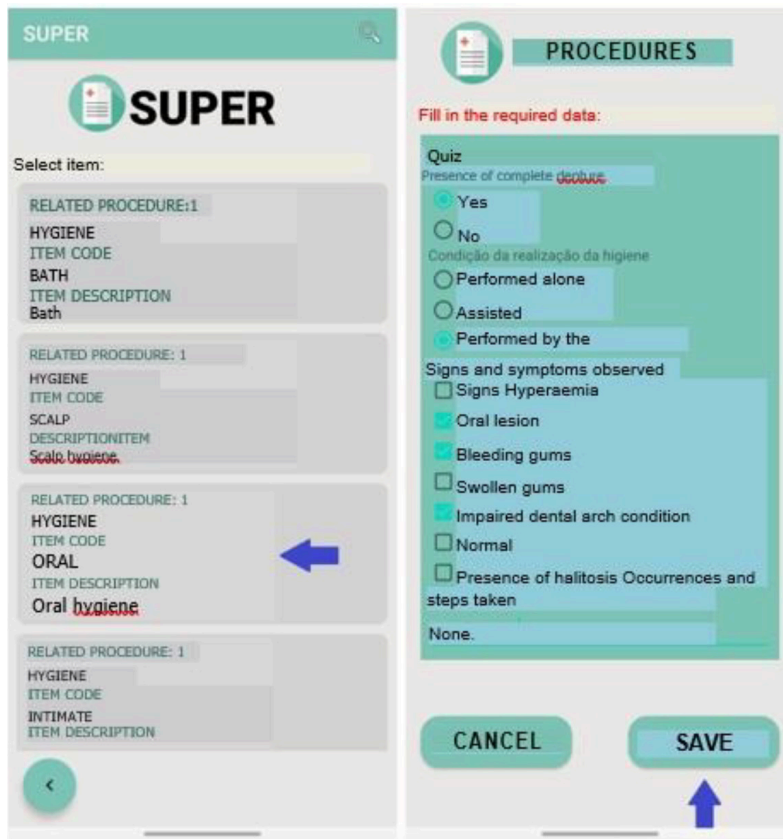 SUPER
SUPER
Select item:
RELATED PROCEDURE:1
HYGIENE
ITEM CODE
BATH
ITEM DESCRIPTION
Bath
RELATED PROCEDURE: 1
HYGIENE
ITEM CODE
SCALP
DESCRIPTIONITEM
Scalp hygiene.
RELATED PROCEDURE: 1
HYGIENE
ITEM CODE
ORAL
ITEM DESCRIPTION
Oral hygiene
RELATED PROCEDURE: 1
HYGIENE
ITEM CODE
INTIMATE
ITEM DESCRIPTION
PROCEDURES
Fill in the required data:
Quiz
Presence of complete denture
Yes
No
Condição da realização da higiene
Performed alone
Assisted
Performed by the
Signs and symptoms observed
Signs Hyperaemia
Oral lesion
Bleeding gums
Swollen gums
Impaired dental arch condition
Normal
Presence of halitosis Occurrences and
steps taken
None.
CANCEL
SAVE